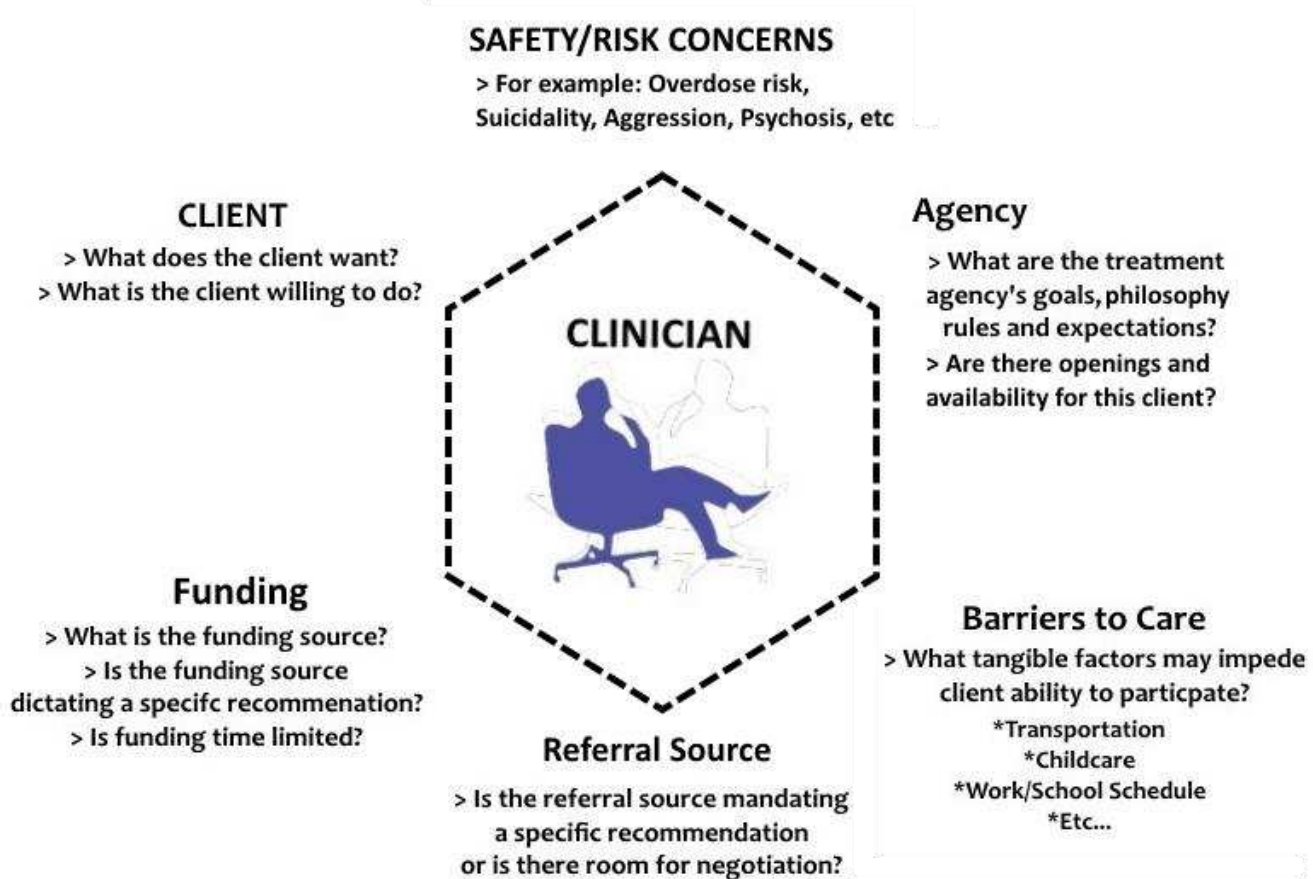 SAFETY/RISK CONCERNS
> For example: Overdose risk,
Suicidality, Aggression, Psychosis, etc
CLIENT
> What does the client want?
> What is the client willing to do?
Agency
> What are the treatment
agency's goals, philosophy
rules and expectations?
> Are there openings and
availability for this client?
CLINICIAN
Funding
> What is the funding source?
> Is the funding source
dictating a specifc recommenation?
> Is funding time limited?
Barriers to Care
> What tangible factors may impede
client ability to particpate?
*Transportation
*Childcare
*Work/School Schedule
*Etc...
Referral Source
> Is the referral source mandating
a specific recommendation
or is there room for negotiation?